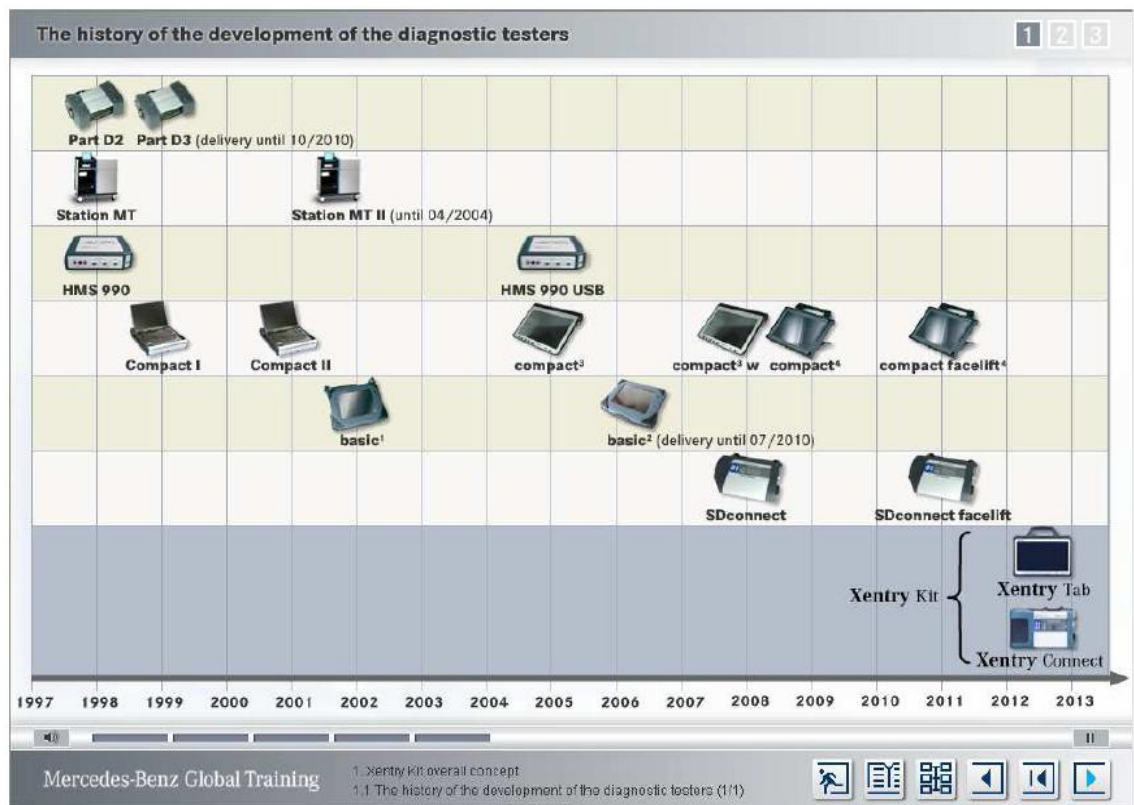 The history of the development of the diagnostic testers
1 2 3
Part D2 Part D3 (delivery until 10/2010)
Station MT Station MT II (until 04/2004)
HMS 990 HMS 990 USB
Compact I Compact II compact³ compact³ w compact⁴ compact facelift⁴
basic¹ basic² (delivery until 07/2010)
SDconnect SDconnect facelift
Xentry Kit
Xentry Tab
Xentry Connect
1997 1998 1999 2000 2001 2002 2003 2004 2005 2006 2007 2008 2009 2010 2011 2012 2013
Mercedes-Benz Global Training
1. Xentry Kit overall concept
1.1 The history of the development of the diagnostic testers (1/1)